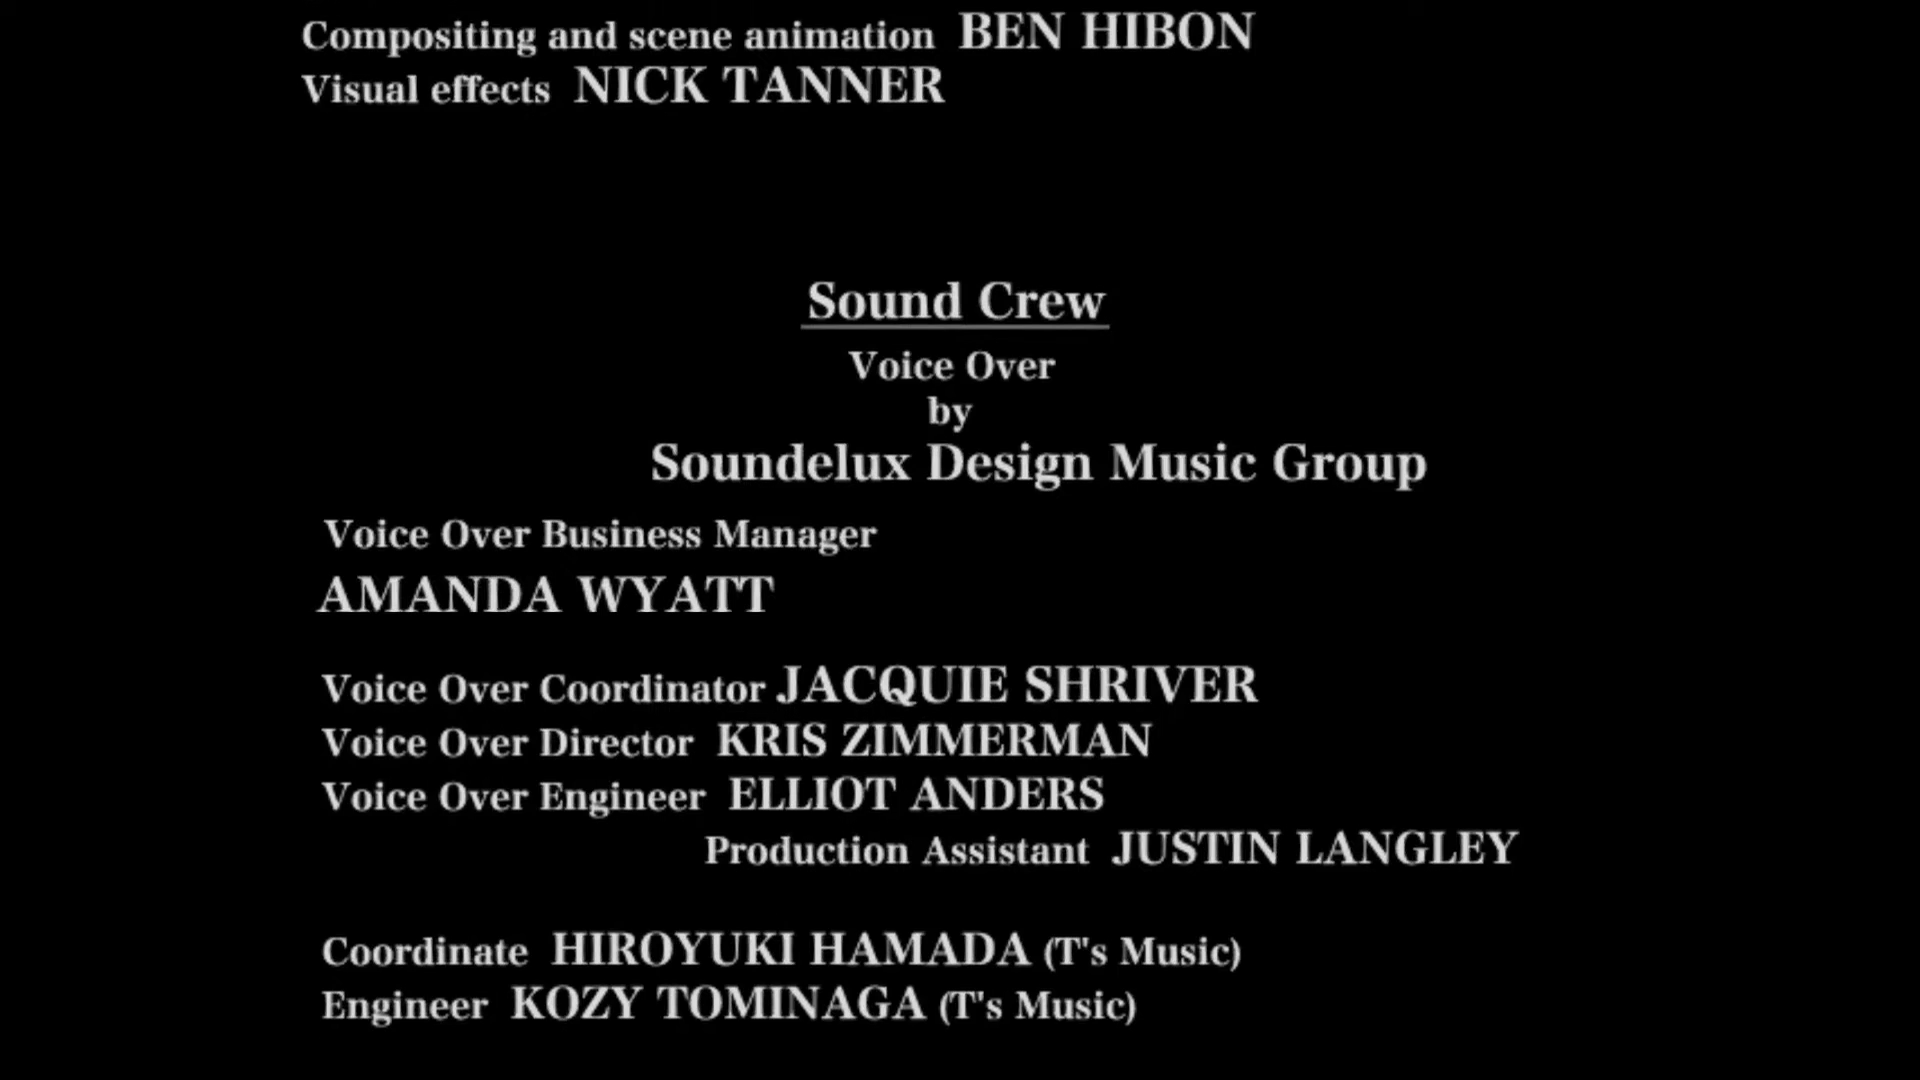 Compositing and scene animation BEN HIBON
Visual effects NICK TANNER
Sound Crew
Voice Over
by
Soundelux Design Music Group
Voice Over Business Manager
AMANDA WYATT
Voice Over Coordinator JACQUIE SHRIVER
Voice Over Director KRIS ZIMMERMAN
Voice Over Engineer ELLIOT ANDERS
Production Assistant JUSTIN LANGLEY
Coordinate HIROYUKI HAMADA (T's Music)
Engineer KOZY TOMINAGA (T's Music)